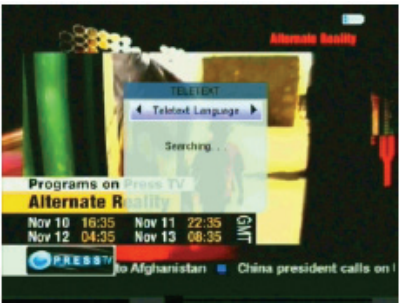 Alternate Reality
TELETEXT
Teletext Language
Searching. . .
Programs on Press TV
Alternate Reality
Nov 10 16:35 Nov 11 22:35
Nov 12 04:35 Nov 13 08:35
GMT
PRESS TV
to Afghanistan China president calls on